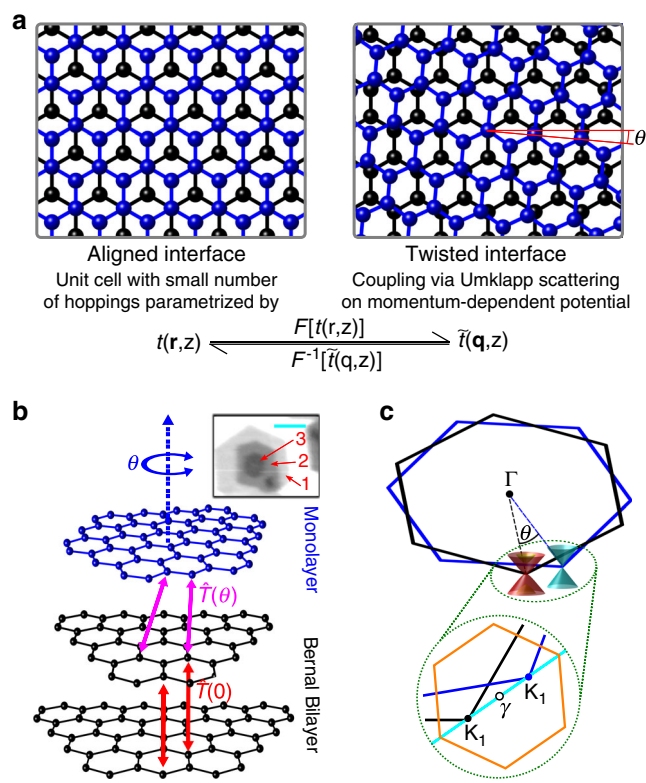 a
θ
Aligned interface
Twisted interface
Unit cell with small number
of hoppings parametrized by
Coupling via Umklapp scattering
on momentum-dependent potential
t(r,z)
F[t(r,z)]
F⁻¹[t̃(q,z)]
t̃(q,z)
b
θ
3
2
1
Monolayer
T̂(θ)
T̂(0)
Bernal Bilayer
c
Γ
θ
K₁
γ
K₁